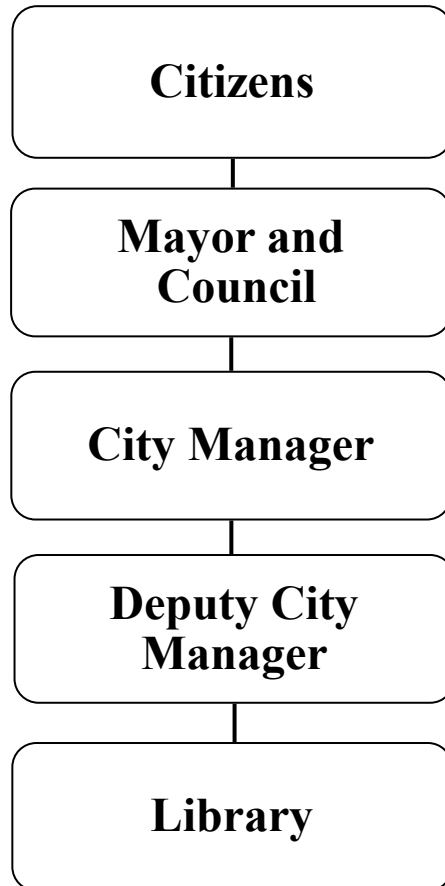 Citizens
Mayor and
Council
City Manager
Deputy City
Manager
Library